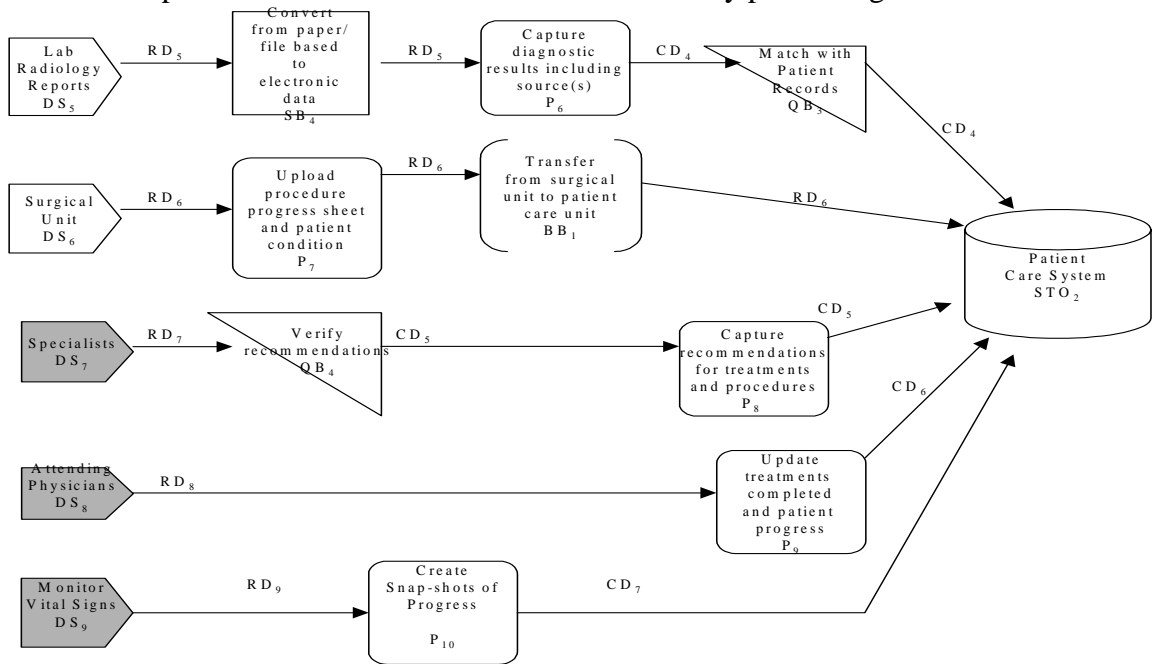 Lab
Radiology
Reports
DS5
RD5
Convert
from paper/
file based
to
electronic
data
SB4
RD5
Capture
diagnostic
results including
source(s)
P6
CD4
Match with
Patient
Records
QB3
CD4
Surgical
Unit
DS6
RD6
Upload
procedure
progress sheet
and patient
condition
P7
RD6
Transfer
from surgical
unit to patient
care unit
BB1
RD6
Patient
Care System
STO2
Specialists
DS7
RD7
Verify
recommendations
QB4
CD5
Capture
recommendations
for treatments
and procedures
P8
CD5
Attending
Physicians
DS8
RD8
Update
treatments
completed
and patient
progress
P9
CD6
Monitor
Vital Signs
DS9
RD9
Create
Snap-shots of
Progress
P10
CD7